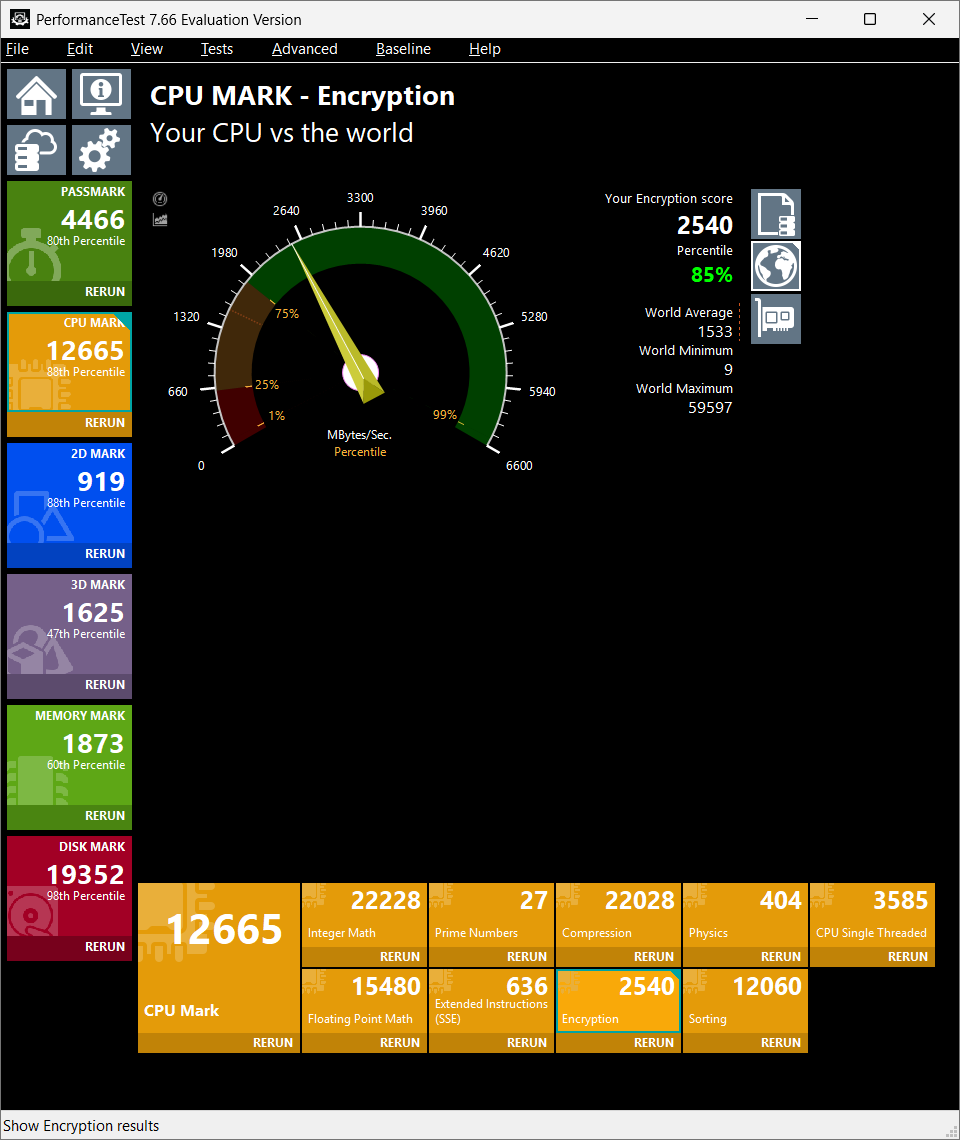 PerformanceTest 7.66 Evaluation Version
File Edit View Tests Advanced Baseline Help
CPU MARK - Encryption
Your CPU vs the world
PASSMARK
4466
80th Percentile
RERUN
CPU MARK
12665
88th Percentile
RERUN
2D MARK
919
88th Percentile
RERUN
3D MARK
1625
47th Percentile
RERUN
MEMORY MARK
1873
60th Percentile
RERUN
DISK MARK
19352
98th Percentile
RERUN
0
660
1320
1980
2640
3300
3960
4620
5280
5940
6600
1%
25%
75%
99%
MBytes/Sec.
Percentile
Your Encryption score
2540
Percentile
85%
World Average
1533
World Minimum
9
World Maximum
59597
12665
CPU Mark
RERUN
22228
Integer Math
RERUN
27
Prime Numbers
RERUN
22028
Compression
RERUN
404
Physics
RERUN
3585
CPU Single Threaded
RERUN
15480
Floating Point Math
RERUN
636
Extended Instructions
(SSE)
RERUN
2540
Encryption
RERUN
12060
Sorting
RERUN
Show Encryption results